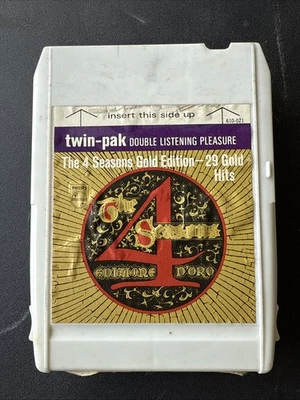 insert this side up
610-021
twin-pak DOUBLE LISTENING PLEASURE
The 4 Seasons Gold Edition—29 Gold
Hits
The
4
Seasons
EDIZIONE D'ORO